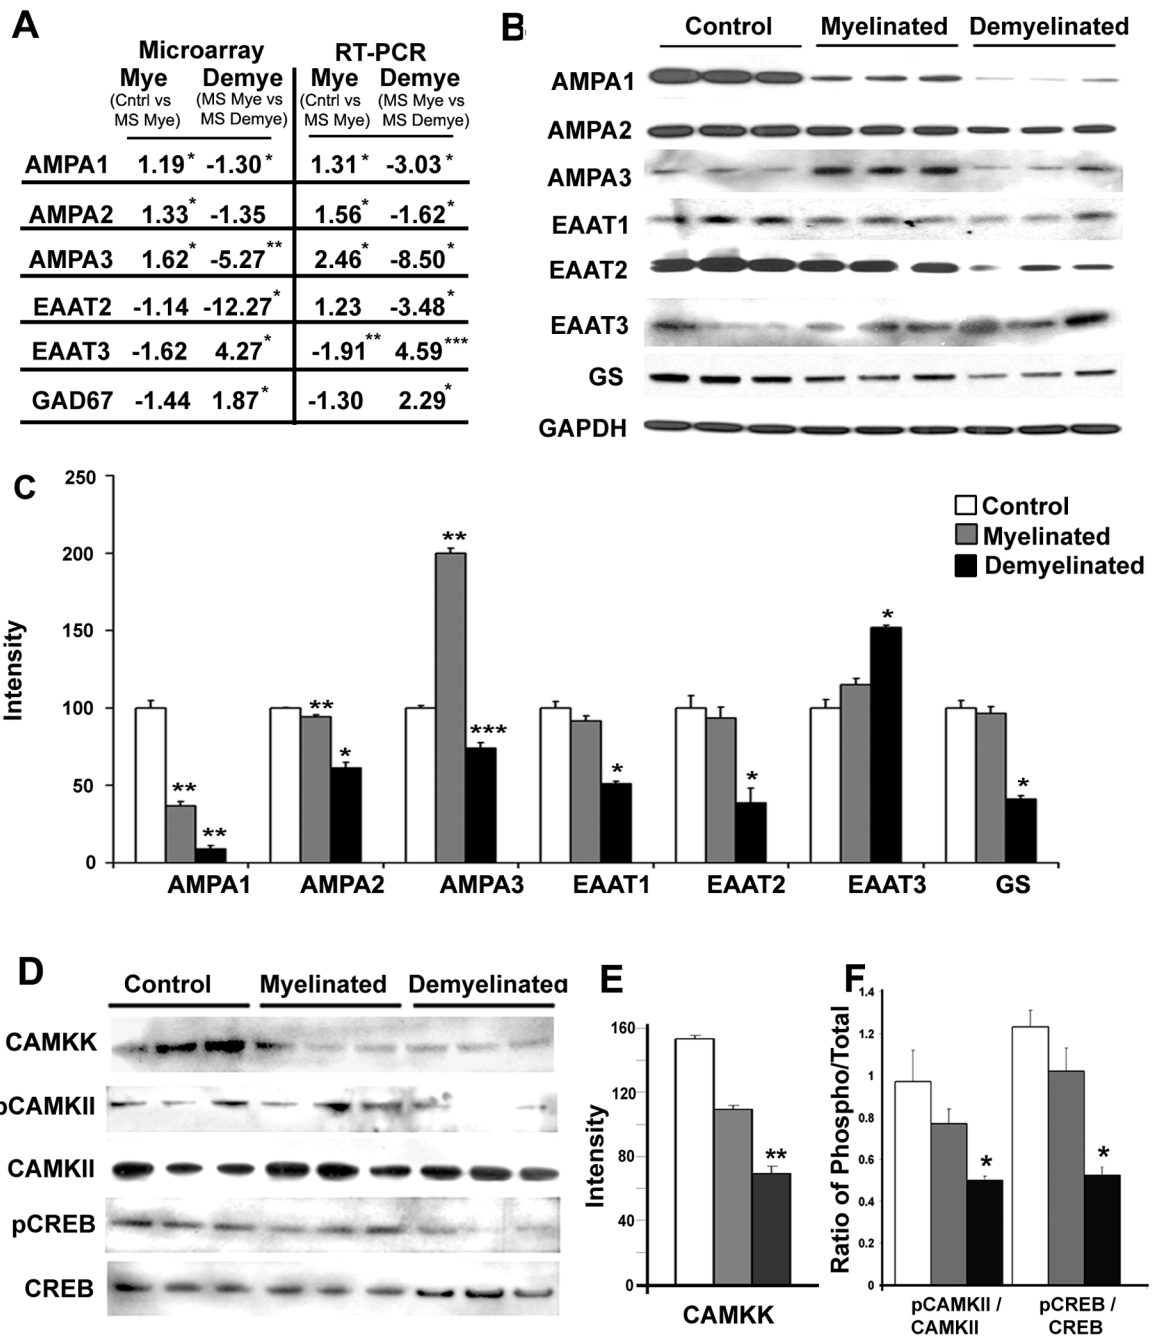 A
Microarray RT-PCR
Mye Demye Mye Demye
(Cntrl vs (MS Mye vs (Cntrl vs (MS Mye vs
MS Mye) MS Demye) MS Mye) MS Demye)
AMPA1 1.19* -1.30* 1.31* -3.03*
AMPA2 1.33* -1.35 1.56* -1.62*
AMPA3 1.62* -5.27** 2.46* -8.50*
EAAT2 -1.14 -12.27* 1.23 -3.48*
EAAT3 -1.62 4.27* -1.91** 4.59***
GAD67 -1.44 1.87* -1.30 2.29*
B
Control Myelinated Demyelinated
AMPA1
AMPA2
AMPA3
EAAT1
EAAT2
EAAT3
GS
GAPDH
C
Intensity
250
200
150
100
50
0
** ** ** * ** *** * * * *
AMPA1 AMPA2 AMPA3 EAAT1 EAAT2 EAAT3 GS
Control
Myelinated
Demyelinated
D
Control Myelinated Demyelinated
CAMKK
pCAMKII
CAMKII
pCREB
CREB
E
Intensity
160
120
80
40
0
**
CAMKK
F
Ratio of Phospho/Total
1.4
1.2
1
0.8
0.6
0.4
0.2
0
* *
pCAMKII / pCREB /
CAMKII CREB